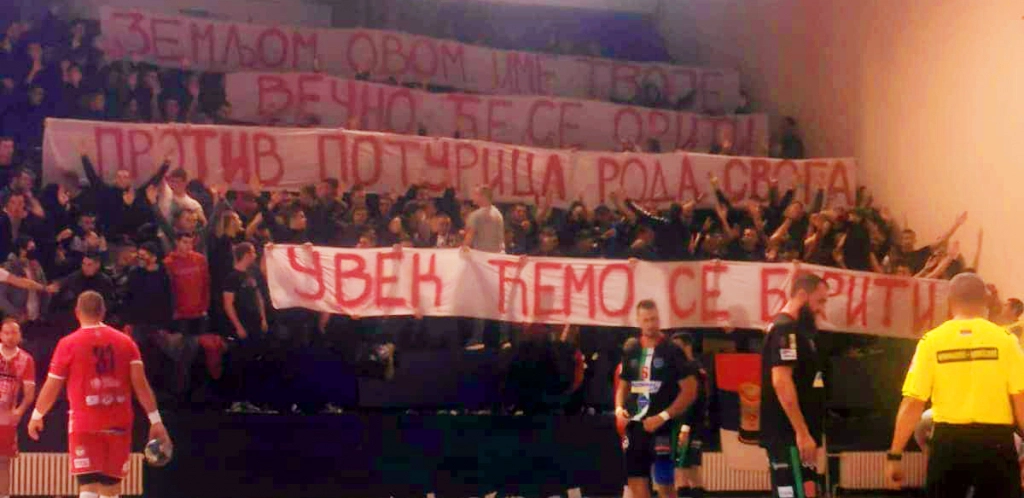 ЗЕМЉОМ ОВОМ ИМЕ ТВОЈЕ
ВЕЧНО ЋЕ СЕ ОРИТИ
ПРОТИВ ПОТУРИЦА РОДА СВОГА
УВЕК ЋЕМО СЕ БОРИТИ